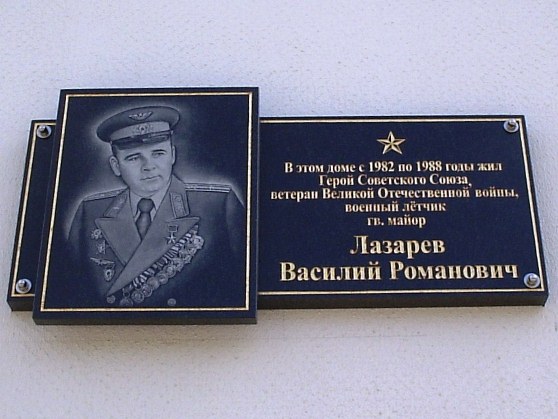 В этом доме с 1982 по 1988 годы жил
Герой Советского Союза,
ветеран Великой Отечественной войны,
военный лётчик
гв. майор
Лазарев
Василий Романович